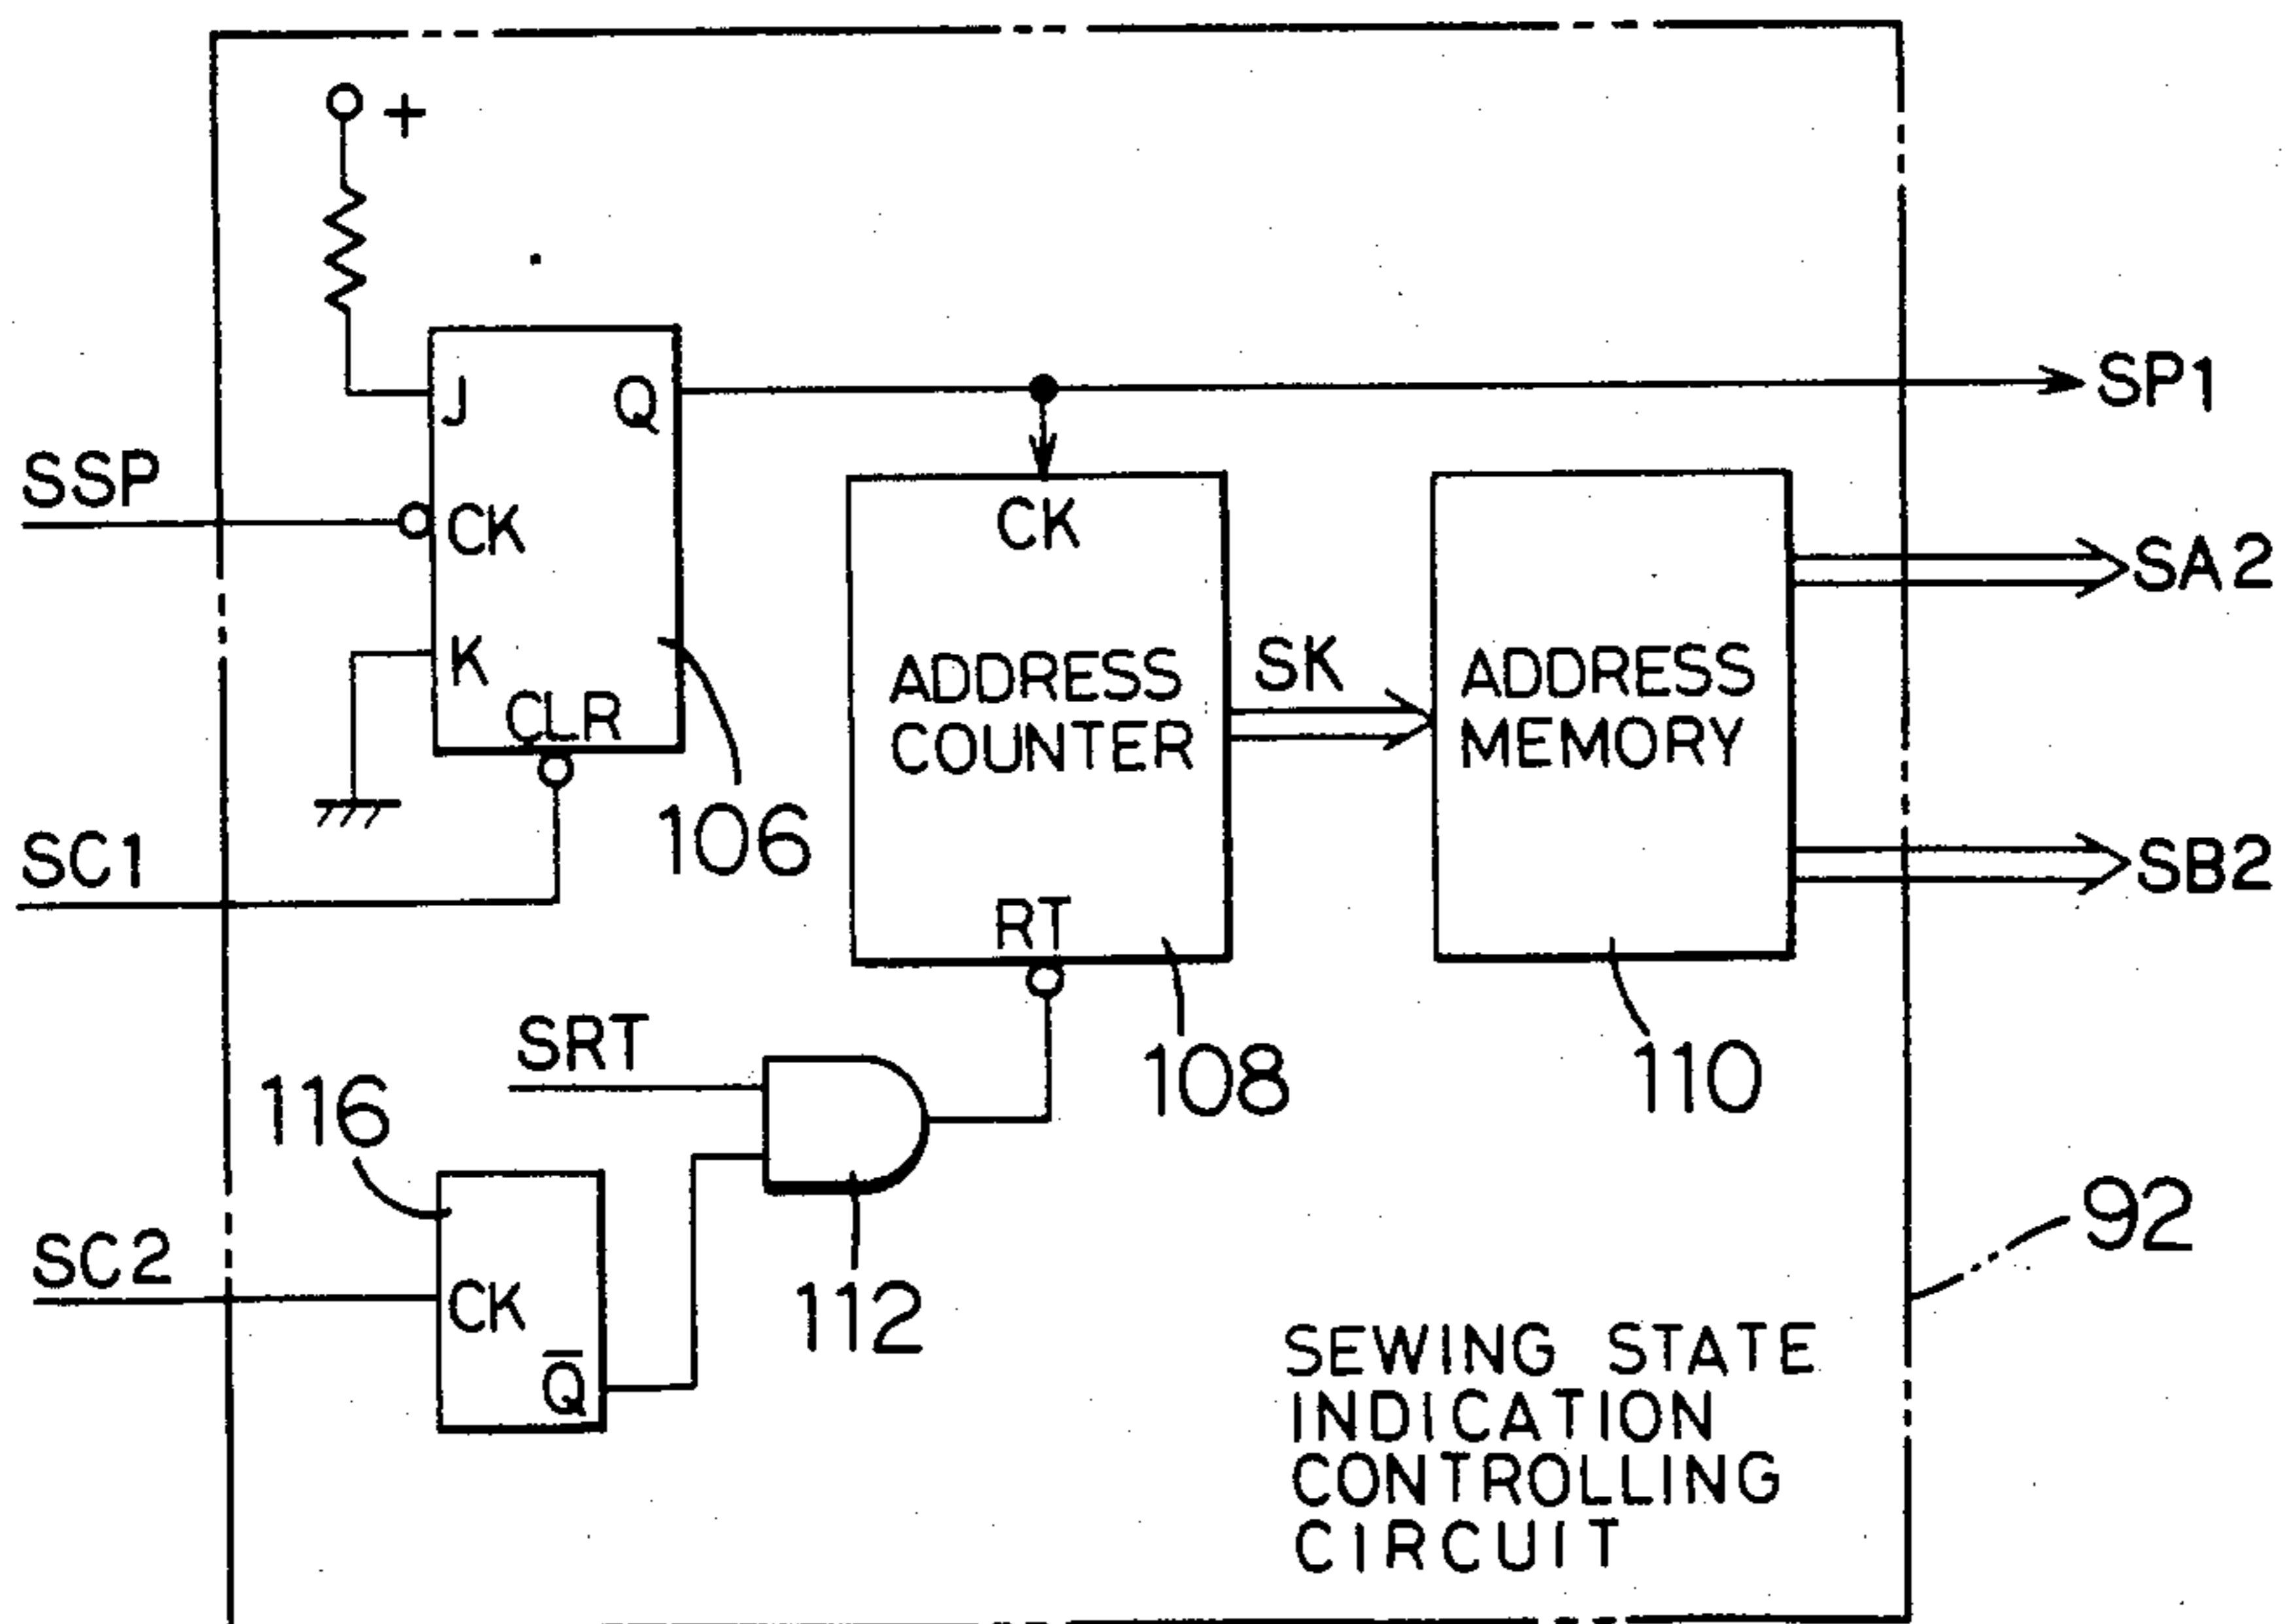 +
J
Q
SP1
SSP
CK
CK
SA2
K
CLR
ADDRESS
COUNTER
SK
ADDRESS
MEMORY
106
SC1
SB2
RT
SRT
108
110
116
92
SC2
CK
Q̅
112
SEWING STATE
INDICATION
CONTROLLING
CIRCUIT